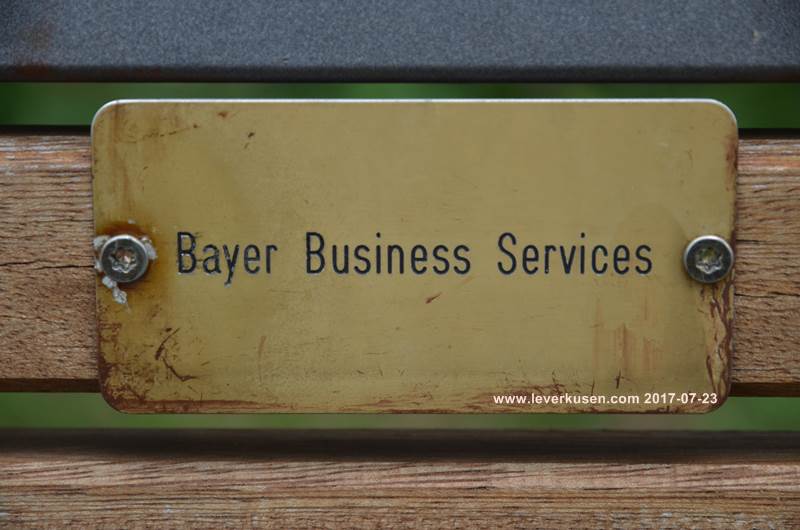 Bayer Business Services
www.leverkusen.com 2017-07-23